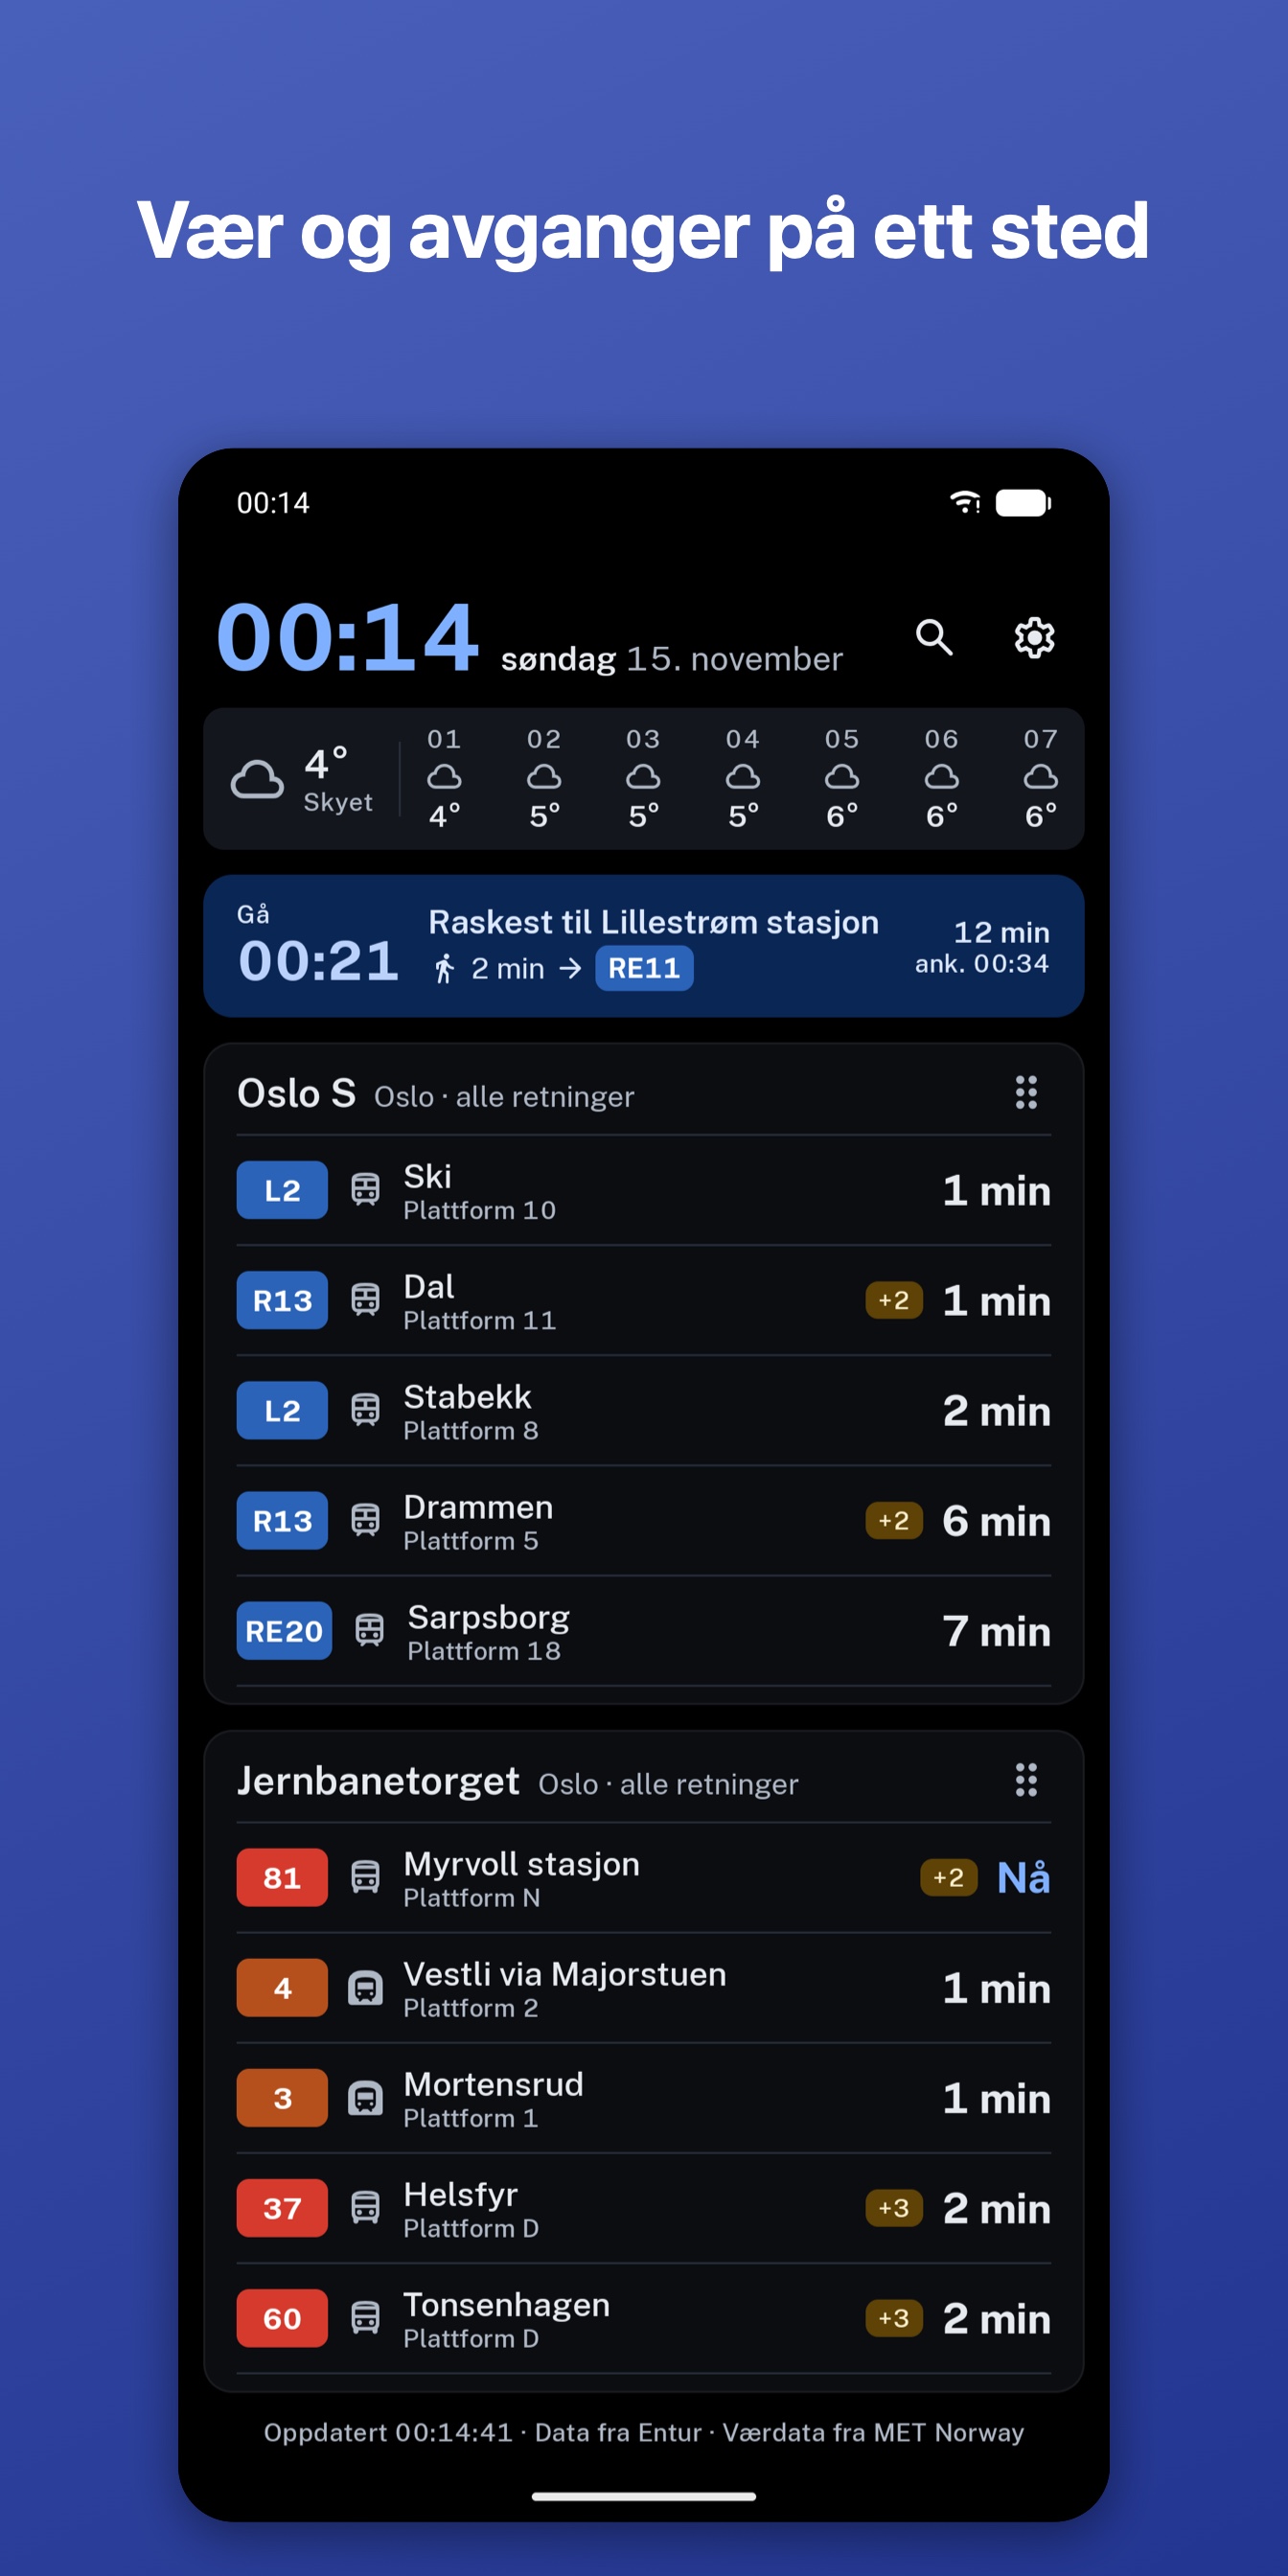 Vær og avganger på ett sted
00:14
00:14 søndag 15. november
01 02 03 04 05 06 07
4°
Skyet
4° 5° 5° 5° 6° 6° 6°
Gå
00:21
Raskest til Lillestrøm stasjon
2 min → RE11
12 min
ank. 00:34
Oslo S Oslo · alle retninger
L2 Ski 1 min
Plattform 10
R13 Dal +2 1 min
Plattform 11
L2 Stabekk 2 min
Plattform 8
R13 Drammen +2 6 min
Plattform 5
RE20 Sarpsborg 7 min
Plattform 18
Jernbanetorget Oslo · alle retninger
81 Myrvoll stasjon +2 Nå
Plattform N
4 Vestli via Majorstuen 1 min
Plattform 2
3 Mortensrud 1 min
Plattform 1
37 Helsfyr +3 2 min
Plattform D
60 Tonsenhagen +3 2 min
Plattform D
Oppdatert 00:14:41 · Data fra Entur · Værdata fra MET Norway